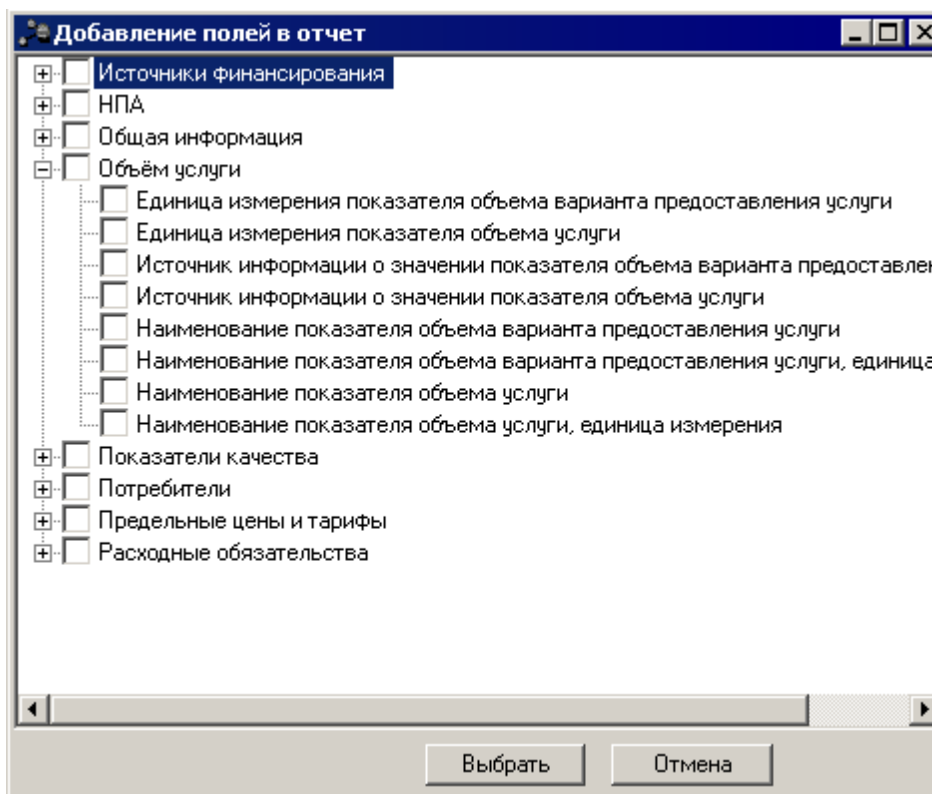 Добавление полей в отчет
Источники финансирования
НПА
Общая информация
Объём услуги
Единица измерения показателя объема варианта предоставления услуги
Единица измерения показателя объема услуги
Источник информации о значении показателя объема варианта предоставлен
Источник информации о значении показателя объема услуги
Наименование показателя объема варианта предоставления услуги
Наименование показателя объема варианта предоставления услуги, единица
Наименование показателя объема услуги
Наименование показателя объема услуги, единица измерения
Показатели качества
Потребители
Предельные цены и тарифы
Расходные обязательства
Выбрать Отмена